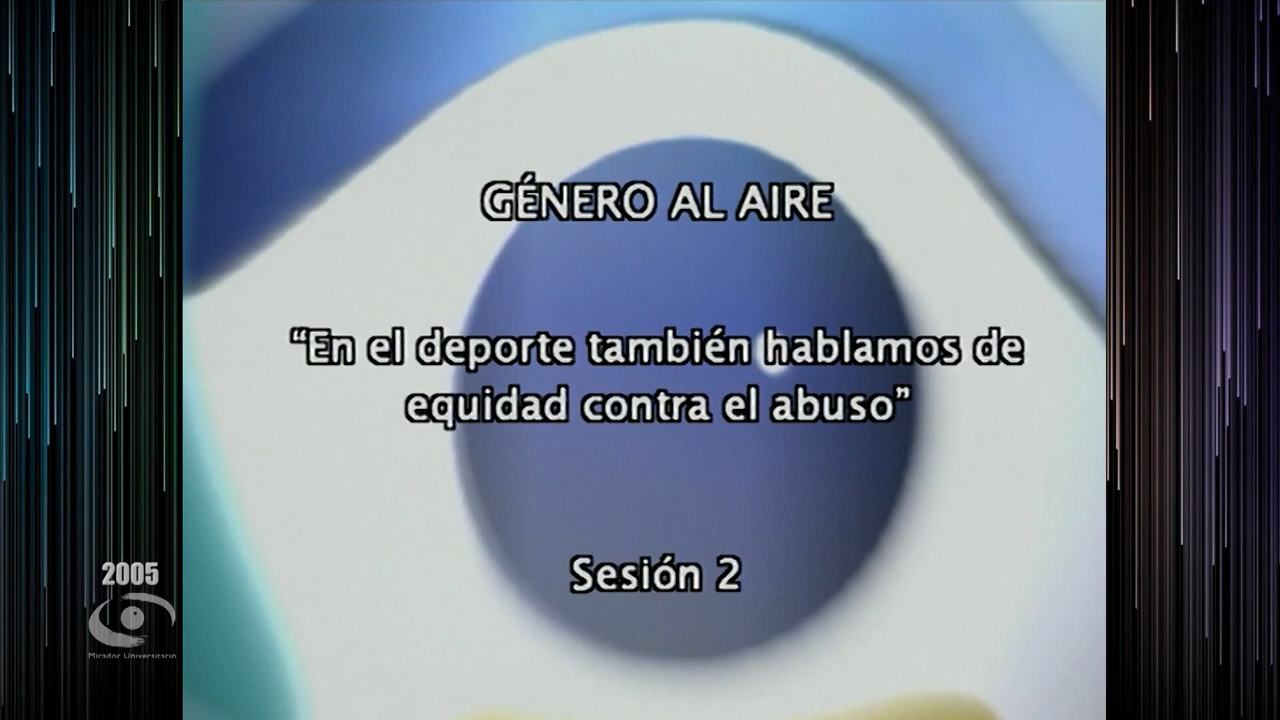 GÉNERO AL AIRE
“En el deporte también hablamos de
equidad contra el abuso”
Sesión 2
2005
Mirador Universitario